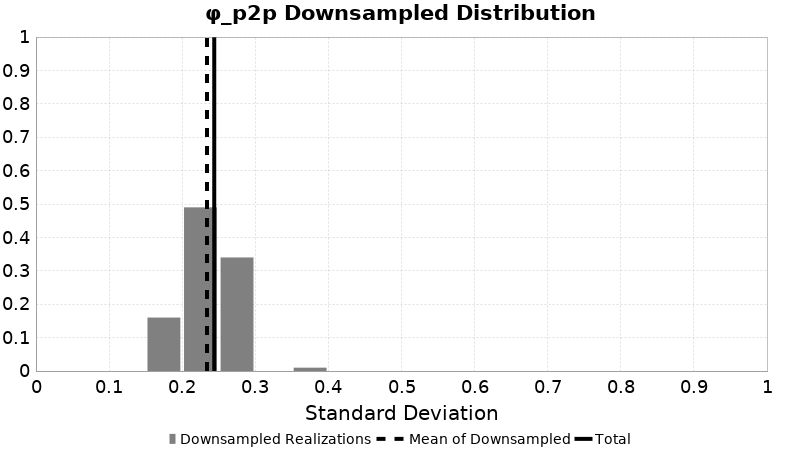 φ_p2p Downsampled Distribution
1
0.9
0.8
0.7
0.6
0.5
0.4
0.3
0.2
0.1
0
0 0.1 0.2 0.3 0.4 0.5 0.6 0.7 0.8 0.9 1
Standard Deviation
Downsampled Realizations Mean of Downsampled Total